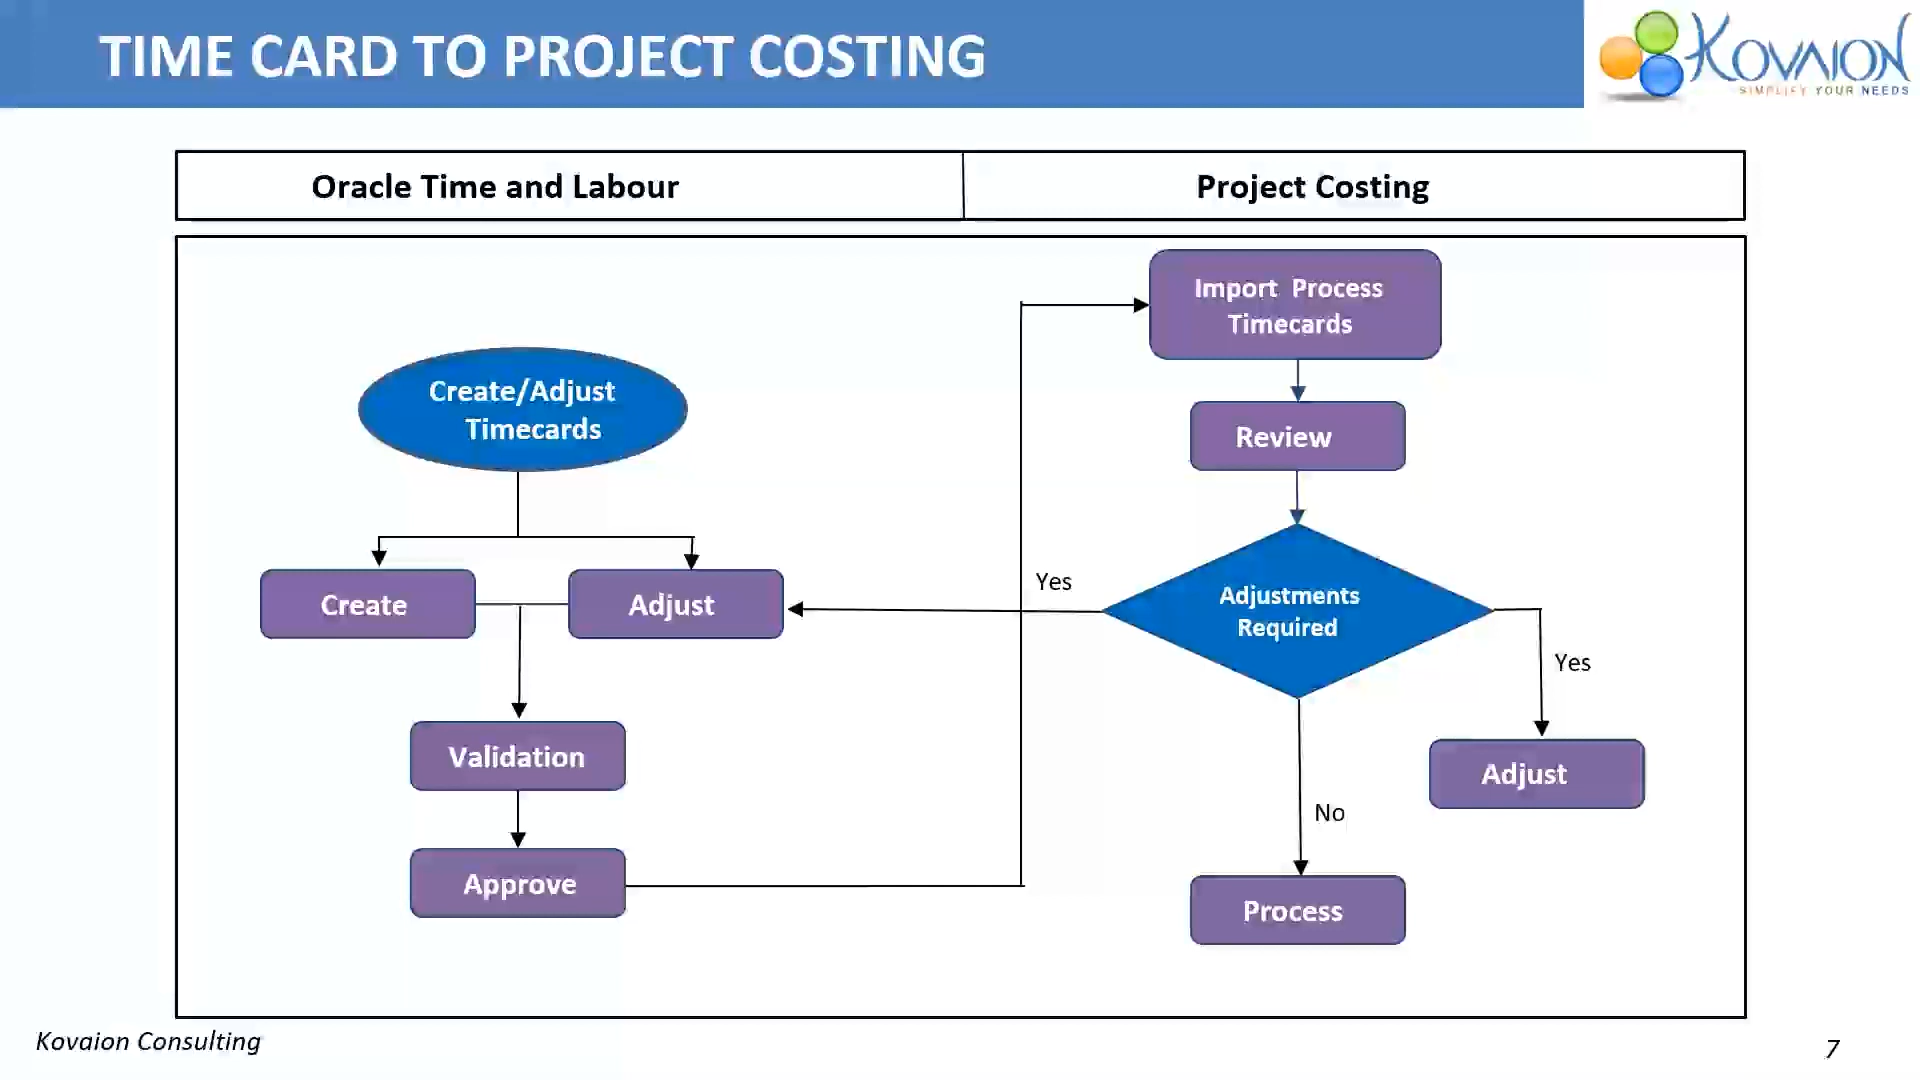 TIME CARD TO PROJECT COSTING
KOVAION
SIMPLIFY YOUR NEEDS
Oracle Time and Labour
Project Costing
Import Process
Timecards
Create/Adjust
Timecards
Review
Create
Adjust
Yes
Adjustments
Required
Yes
Validation
Adjust
No
Approve
Process
Kovaion Consulting
7